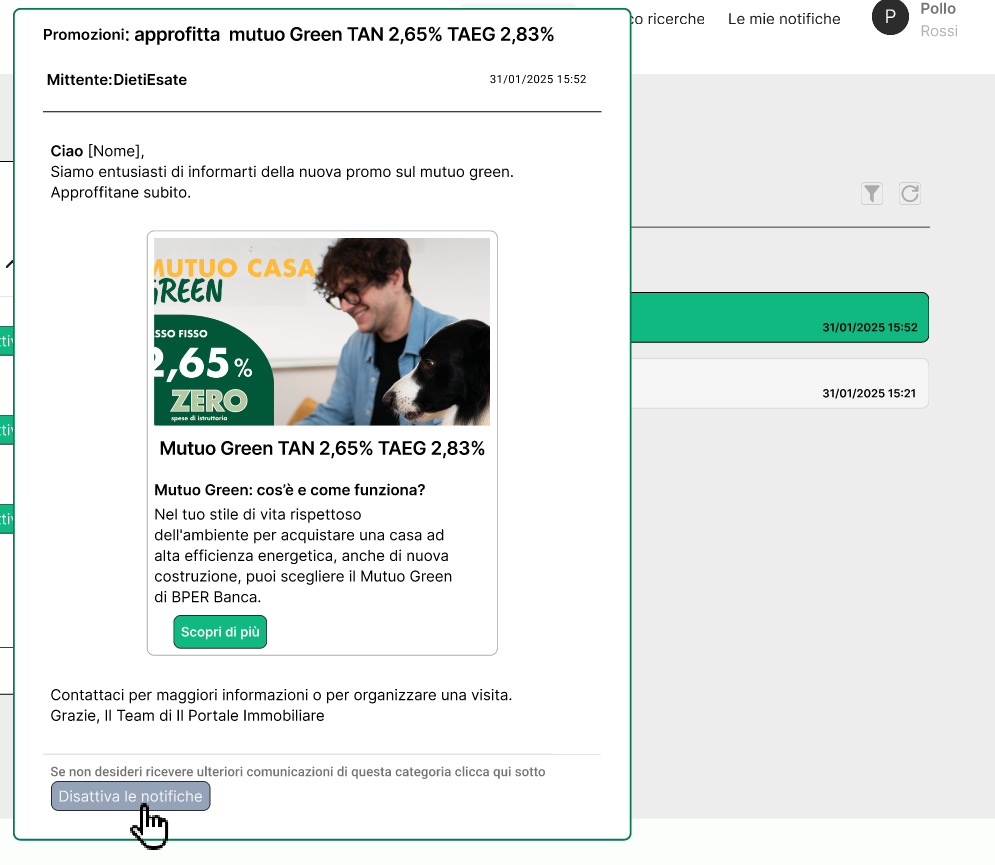 Promozioni: approfitta  mutuo Green TAN 2,65% TAEG 2,83%
Mittente:DietiEsate
31/01/2025 15:52
Ciao [Nome],
Siamo entusiasti di informarti della nuova promo sul mutuo green.
Approffitane subito.
MUTUO CASA
GREEN
SSO FISSO
2,65%
ZERO
spese di istruttoria
Mutuo Green TAN 2,65% TAEG 2,83%
Mutuo Green: cos'è e come funziona?
Nel tuo stile di vita rispettoso
dell'ambiente per acquistare una casa ad
alta efficienza energetica, anche di nuova
costruzione, puoi scegliere il Mutuo Green
di BPER Banca.
Scopri di più
Contattaci per maggiori informazioni o per organizzare una visita.
Grazie, Il Team di Il Portale Immobiliare
Se non desideri ricevere ulteriori comunicazioni di questa categoria clicca qui sotto
Disattiva le notifiche
co ricerche
Le mie notifiche
P
Pollo
Rossi
31/01/2025 15:52
31/01/2025 15:21